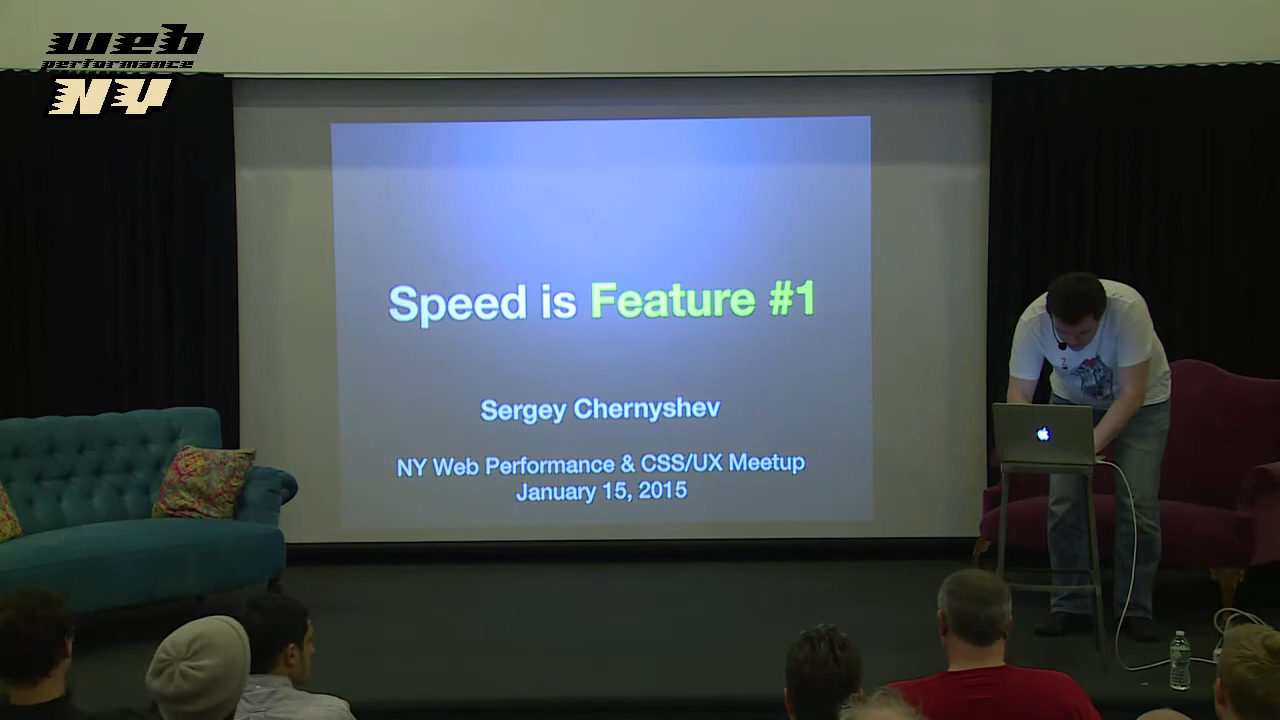 web
performance
NY
Speed is Feature #1
Sergey Chernyshev
NY Web Performance & CSS/UX Meetup
January 15, 2015